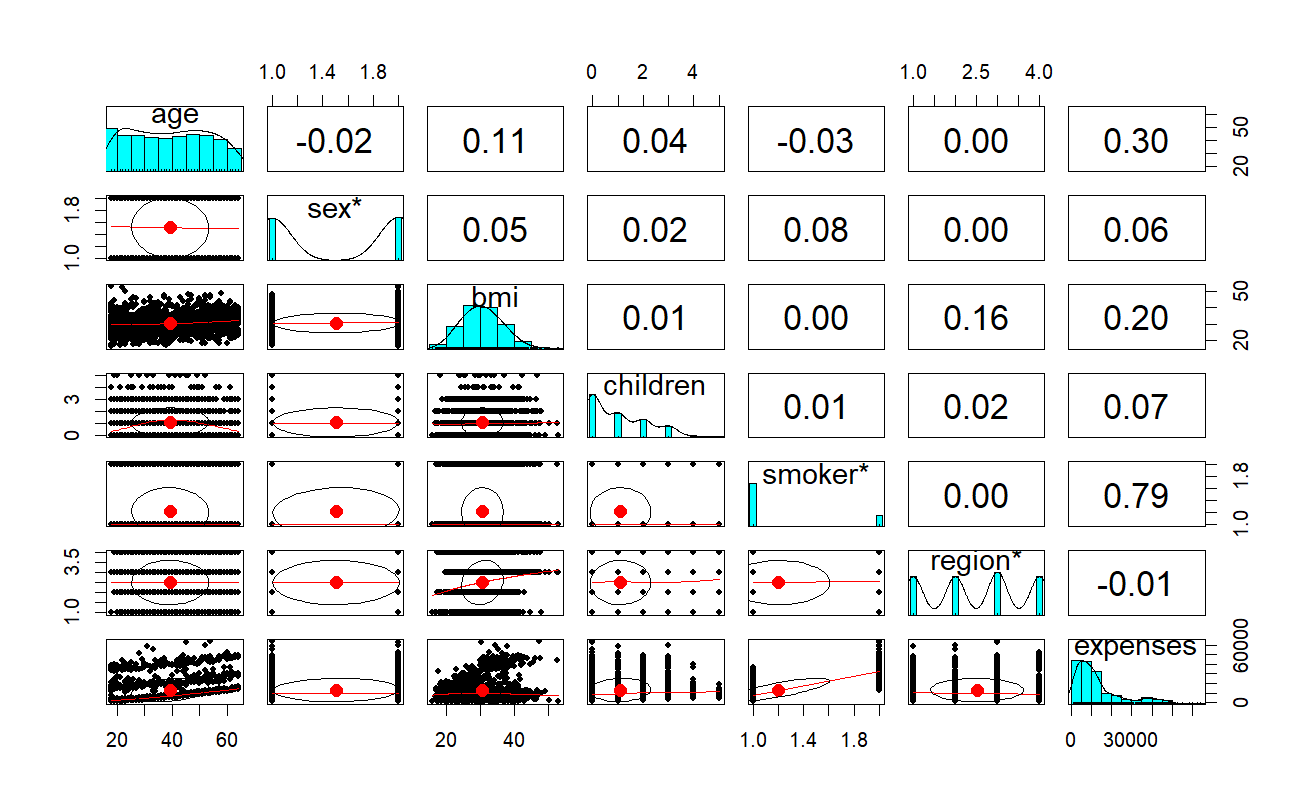 1.0 1.4 1.8 0 2 4 1.0 2.5 4.0
age -0.02 0.11 0.04 -0.03 0.00 0.30 20 50
1.0 1.8 sex* 0.05 0.02 0.08 0.00 0.06
bmi 0.01 0.00 0.16 0.20 20 50
0 3 children 0.01 0.02 0.07
smoker* 0.00 0.79 1.0 1.8
1.0 3.5 region* -0.01
expenses 0 60000
20 40 60 20 40 1.0 1.4 1.8 0 30000